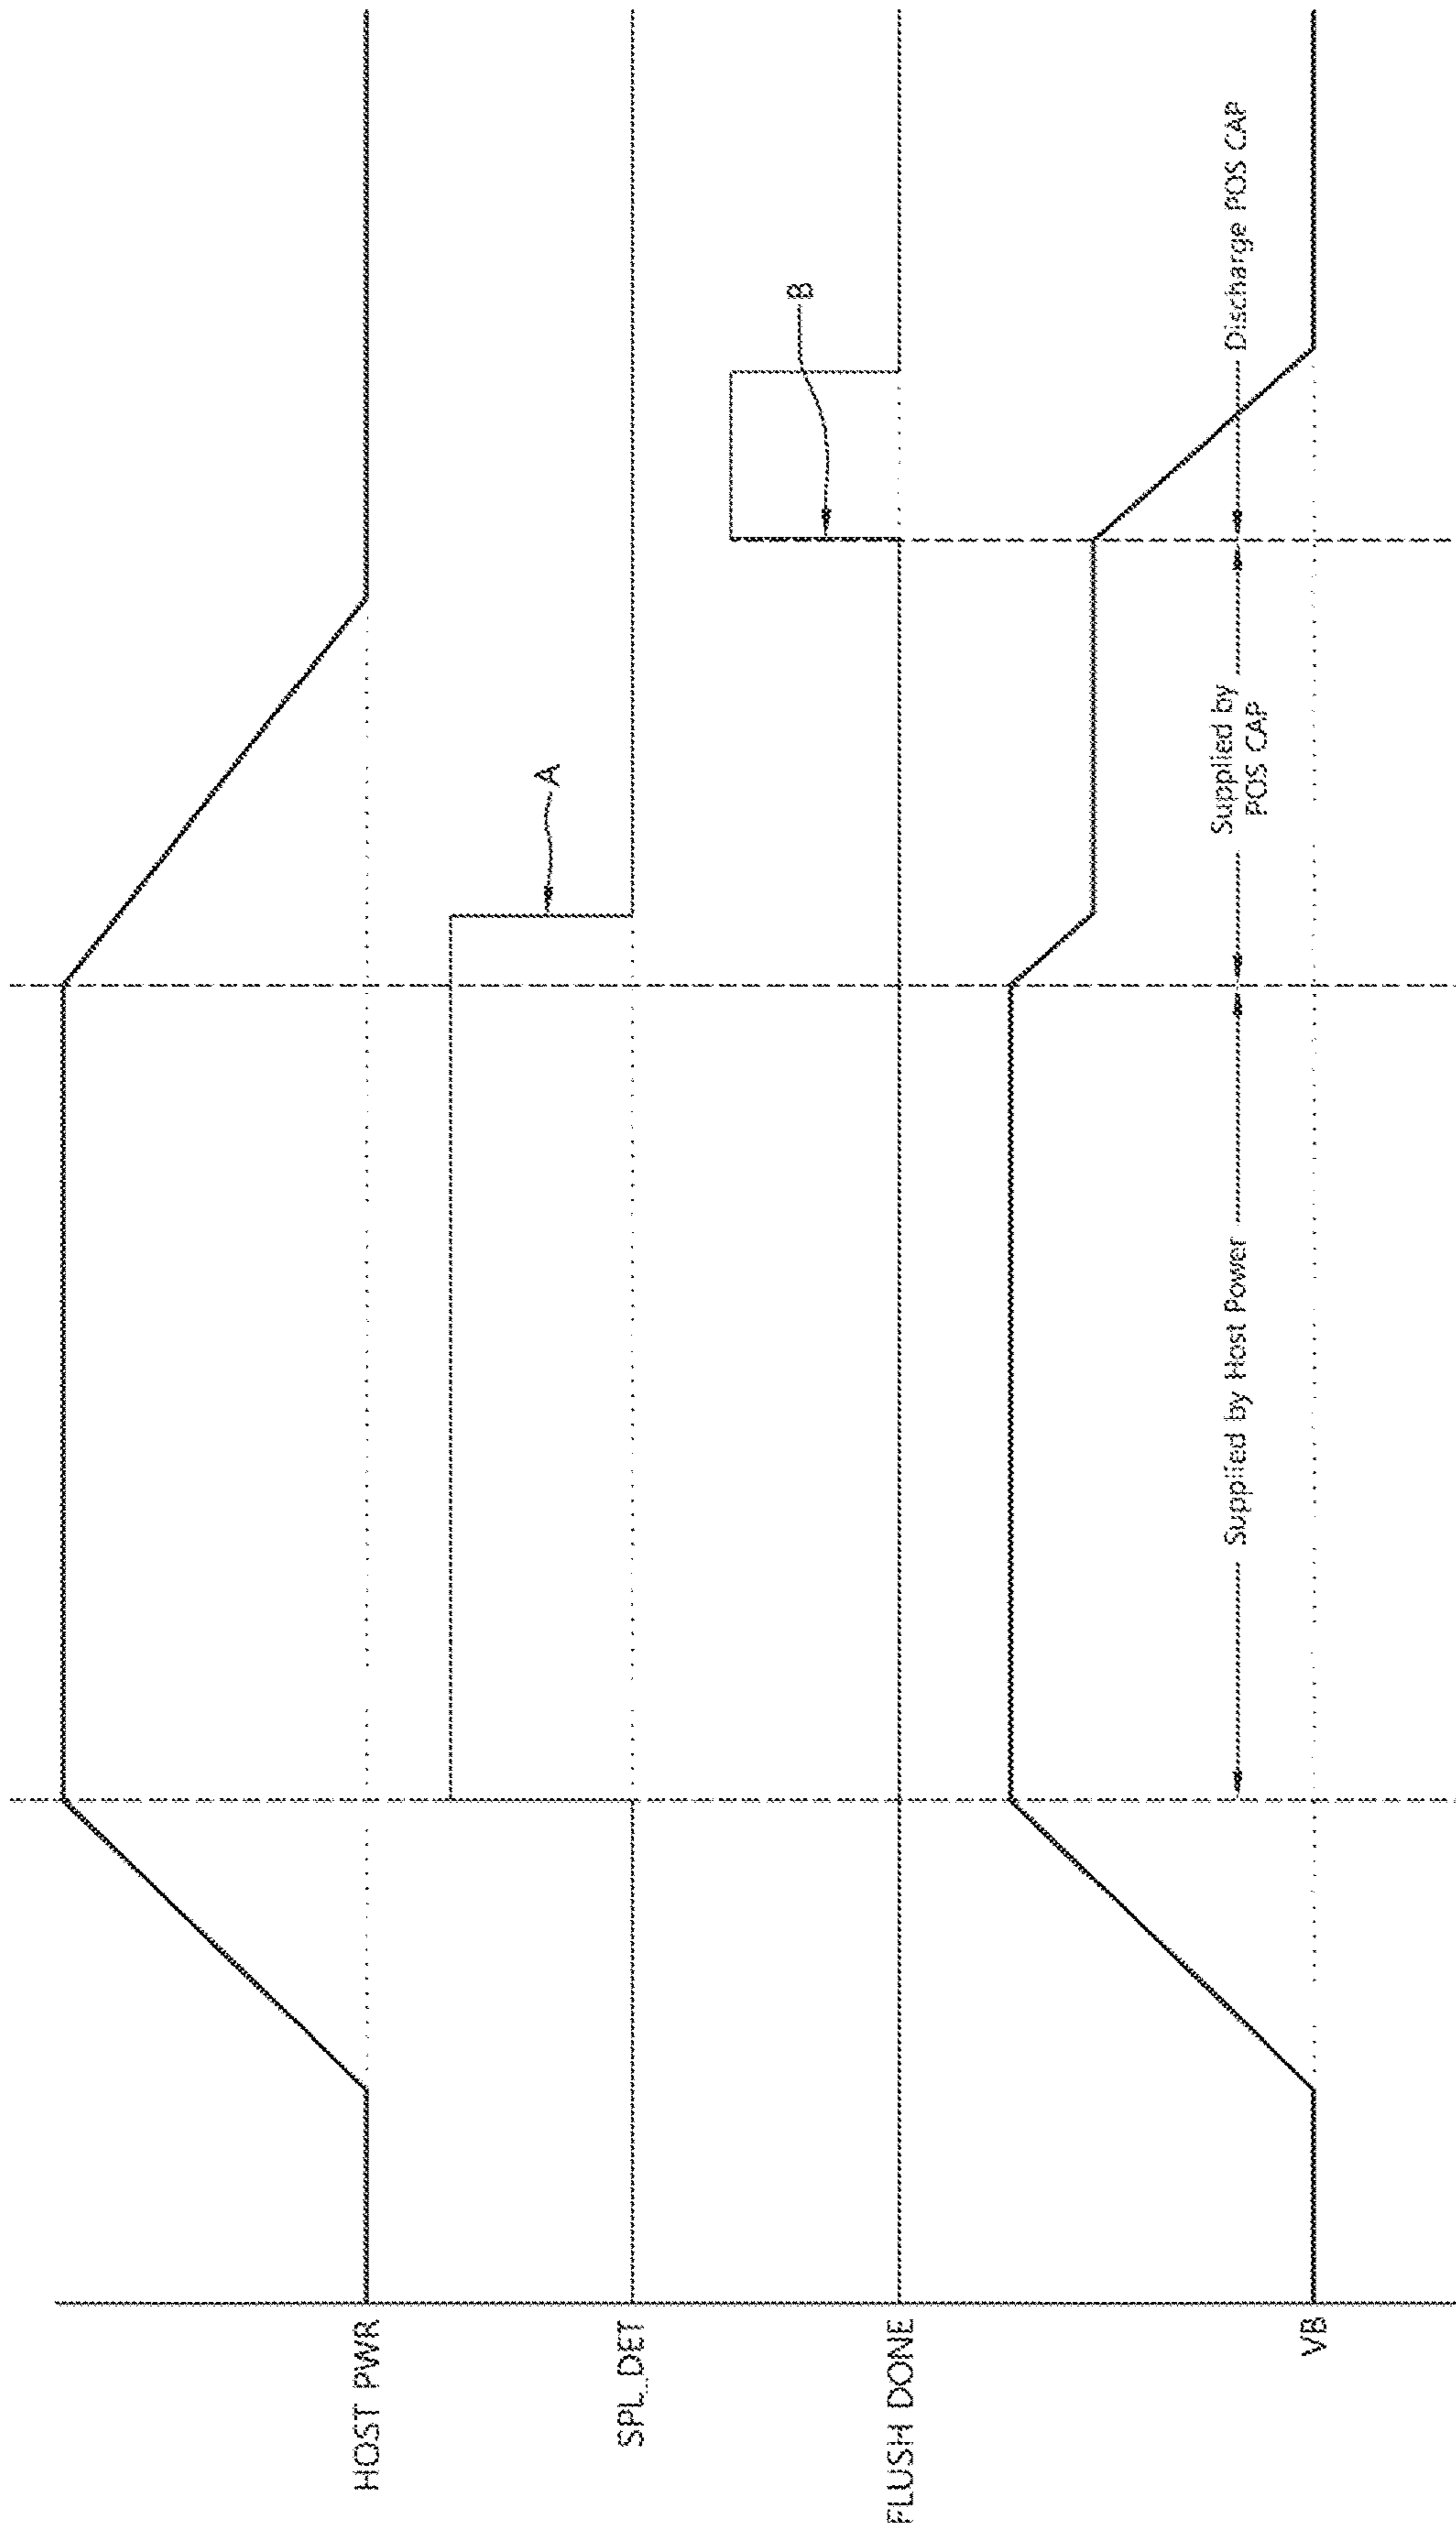 HOST PWR
SPL_DET
A
FLUSH DONE
B
VB
Supplied by Host Power
Supplied by
POS CAP
Discharge POS CAP